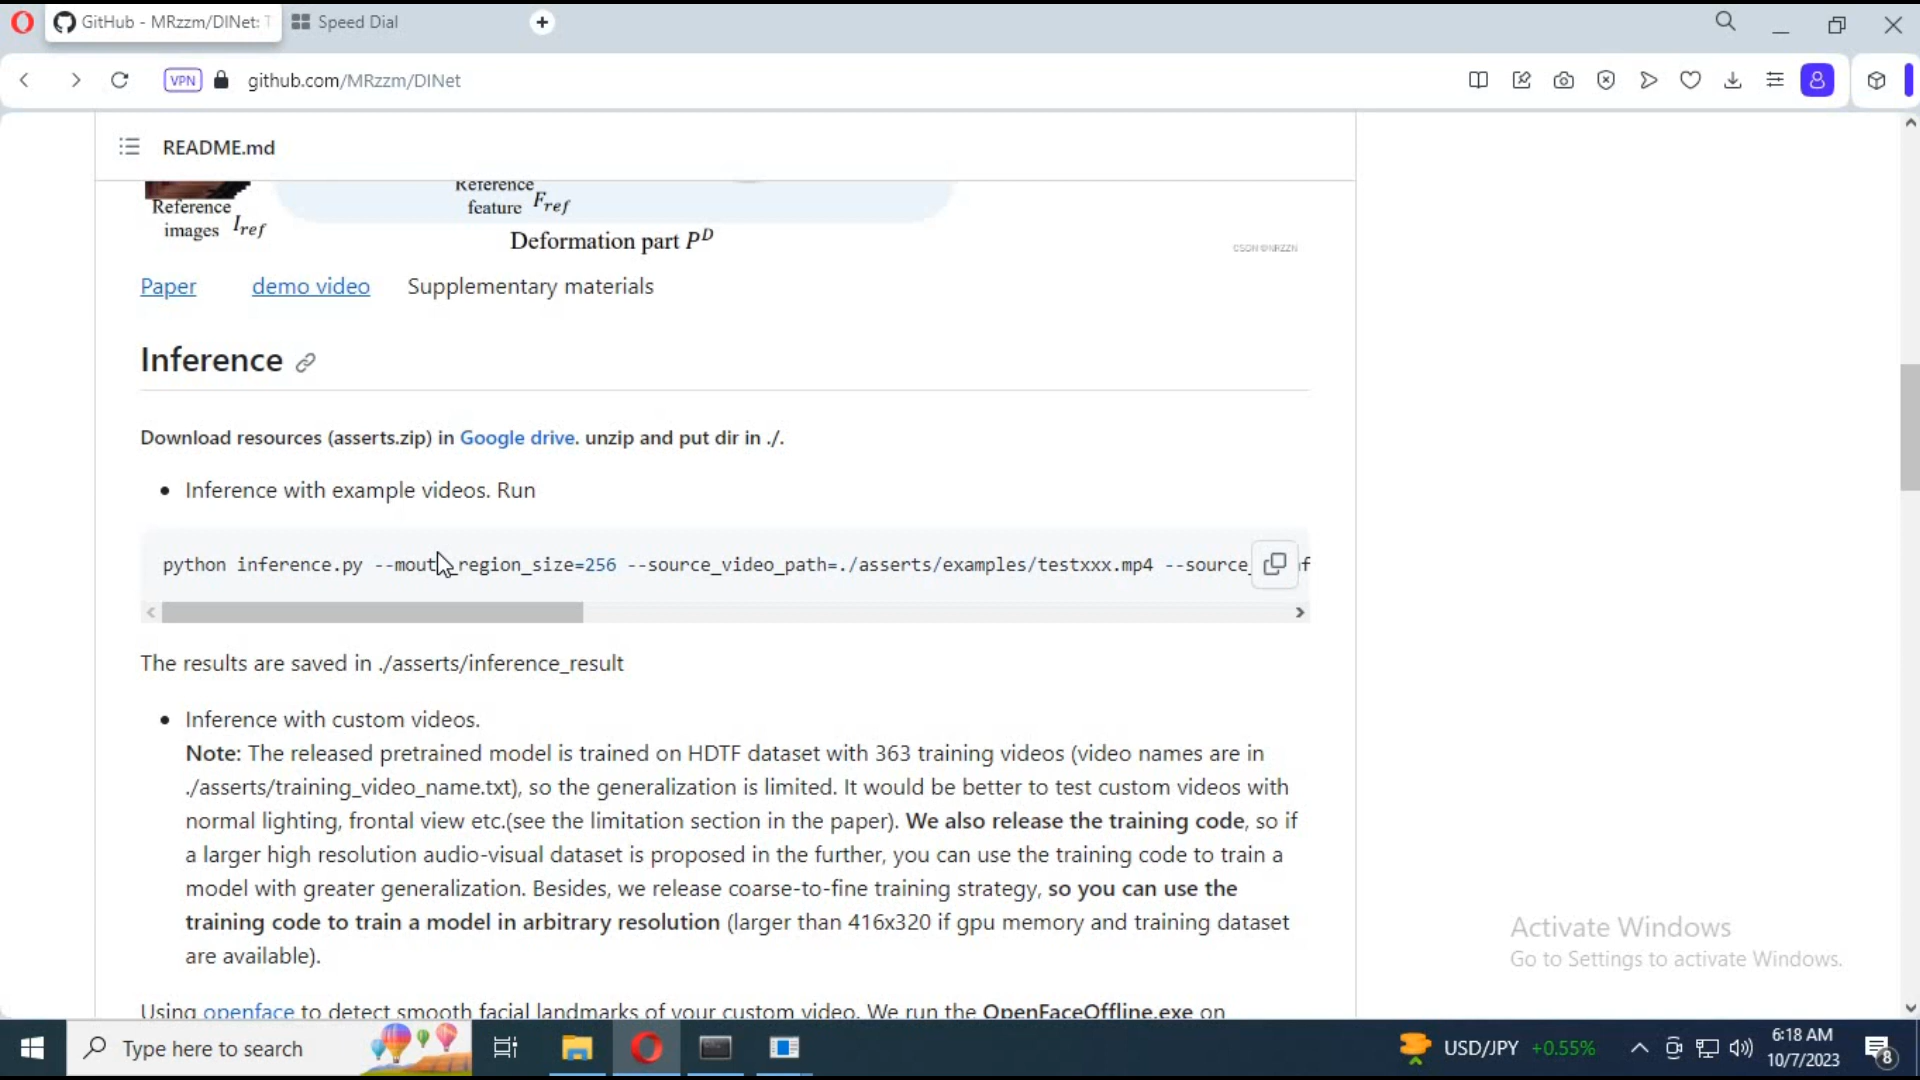 GitHub - MRzzm/DINet: T
Speed Dial
VPN
github.com/MRzzm/DINet
README.md
Reference
images I_ref
Reference
feature F_ref
Deformation part P^D
CSDN @MRZZN
Paper demo video Supplementary materials
Inference
Download resources (asserts.zip) in Google drive. unzip and put dir in ./.
• Inference with example videos. Run
python inference.py --mouth_region_size=256 --source_video_path=./asserts/examples/testxxx.mp4 --source_
The results are saved in ./asserts/inference_result
• Inference with custom videos.
Note: The released pretrained model is trained on HDTF dataset with 363 training videos (video names are in
./asserts/training_video_name.txt), so the generalization is limited. It would be better to test custom videos with
normal lighting, frontal view etc.(see the limitation section in the paper). We also release the training code, so if
a larger high resolution audio-visual dataset is proposed in the further, you can use the training code to train a
model with greater generalization. Besides, we release coarse-to-fine training strategy, so you can use the
training code to train a model in arbitrary resolution (larger than 416x320 if gpu memory and training dataset
are available).
Using openface to detect smooth facial landmarks of your custom video. We run the OpenFaceOffline.exe on
Activate Windows
Go to Settings to activate Windows.
Type here to search
USD/JPY +0.55%
6:18 AM
10/7/2023
8